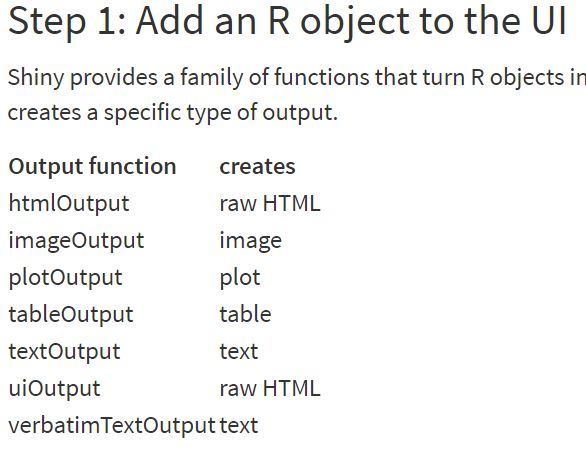 Step 1: Add an R object to the UI
Shiny provides a family of functions that turn R objects in
creates a specific type of output.
Output function creates
htmlOutput raw HTML
imageOutput image
plotOutput plot
tableOutput table
textOutput text
uiOutput raw HTML
verbatimTextOutput text